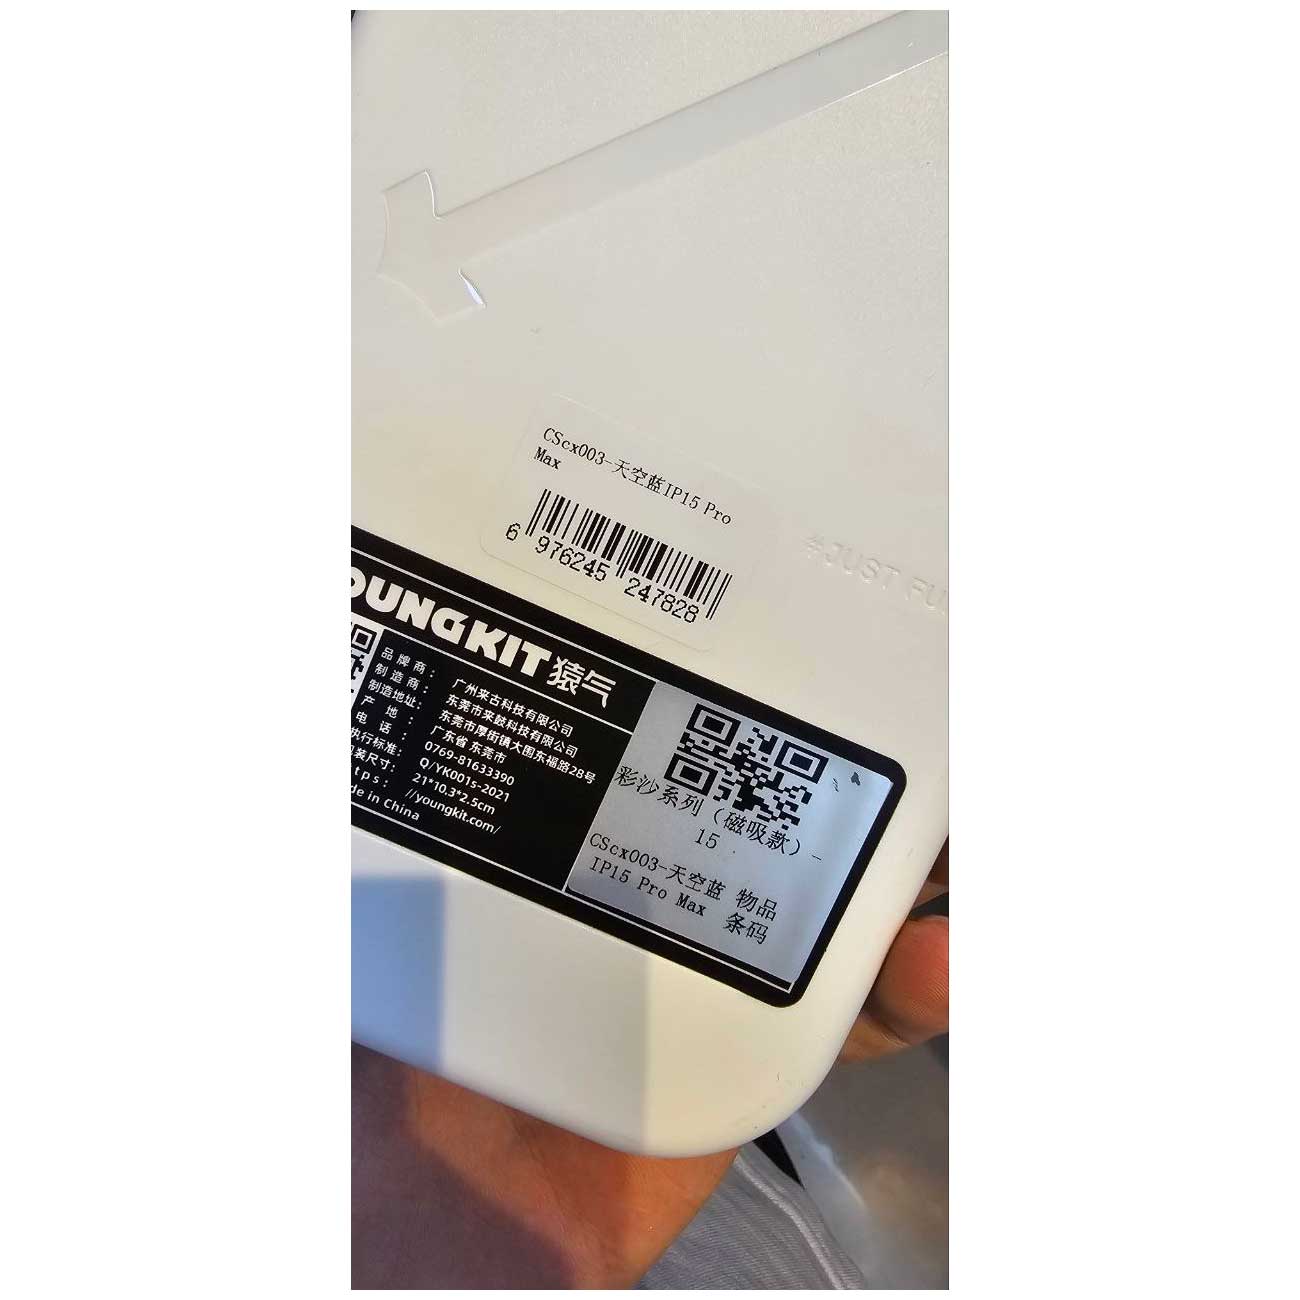 CScx003-天空蓝IP15 Pro
Max
6 976245 247828
#JUST FU
OUNGKIT猿气
品牌商: 广州来古科技有限公司
制造商: 东莞市来鼓科技有限公司
制造地址: 东莞市厚街镇大围东福路28号
产地: 广东省 东莞市
电话: 0769-81633390
执行标准: Q/YK001s-2021
装尺寸: 21*10.3*2.5cm
tps: //youngkit.com/
de in China
彩沙系列（磁吸款）-
15
CScx003-天空蓝
IP15 Pro Max
物品
条码